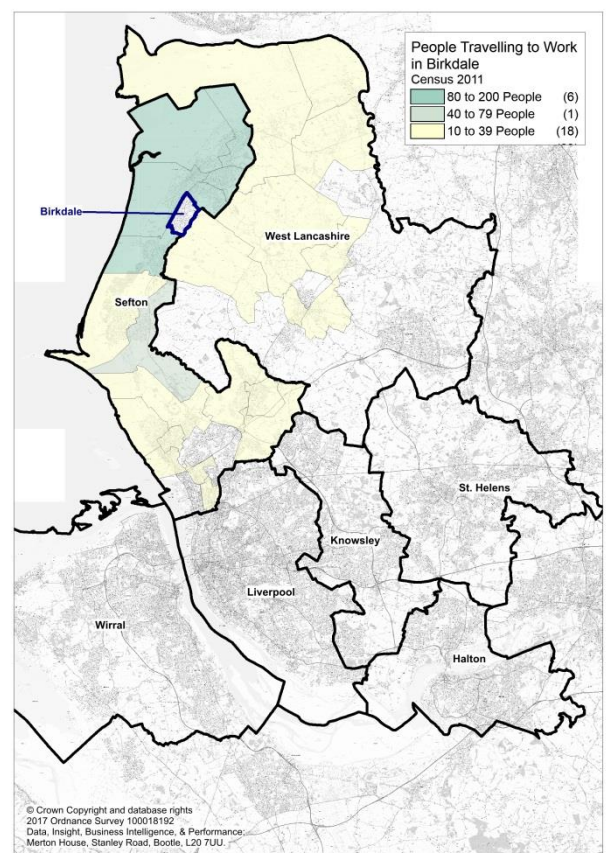 People Travelling to Work
in Birkdale
Census 2011
80 to 200 People (6)
40 to 79 People (1)
10 to 39 People (18)
Birkdale
West Lancashire
Sefton
St. Helens
Knowsley
Liverpool
Wirral
Halton
© Crown Copyright and database rights
2017 Ordnance Survey 100018192
Data, Insight, Business Intelligence, & Performance:
Merton House, Stanley Road, Bootle, L20 7UU.